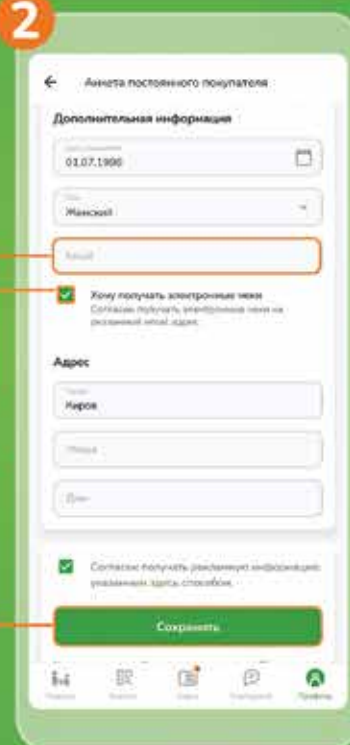 2
Анкета постоянного покупателя
Дополнительная информация
01.07.1986
Женский
Email
Хочу получать электронные чеки
Согласен получать электронные чеки на
указанный email адрес
Адрес
Киров
Улица
Дом
Согласен получать рекламную информацию
указанным здесь способом.
Сохранить
Профиль